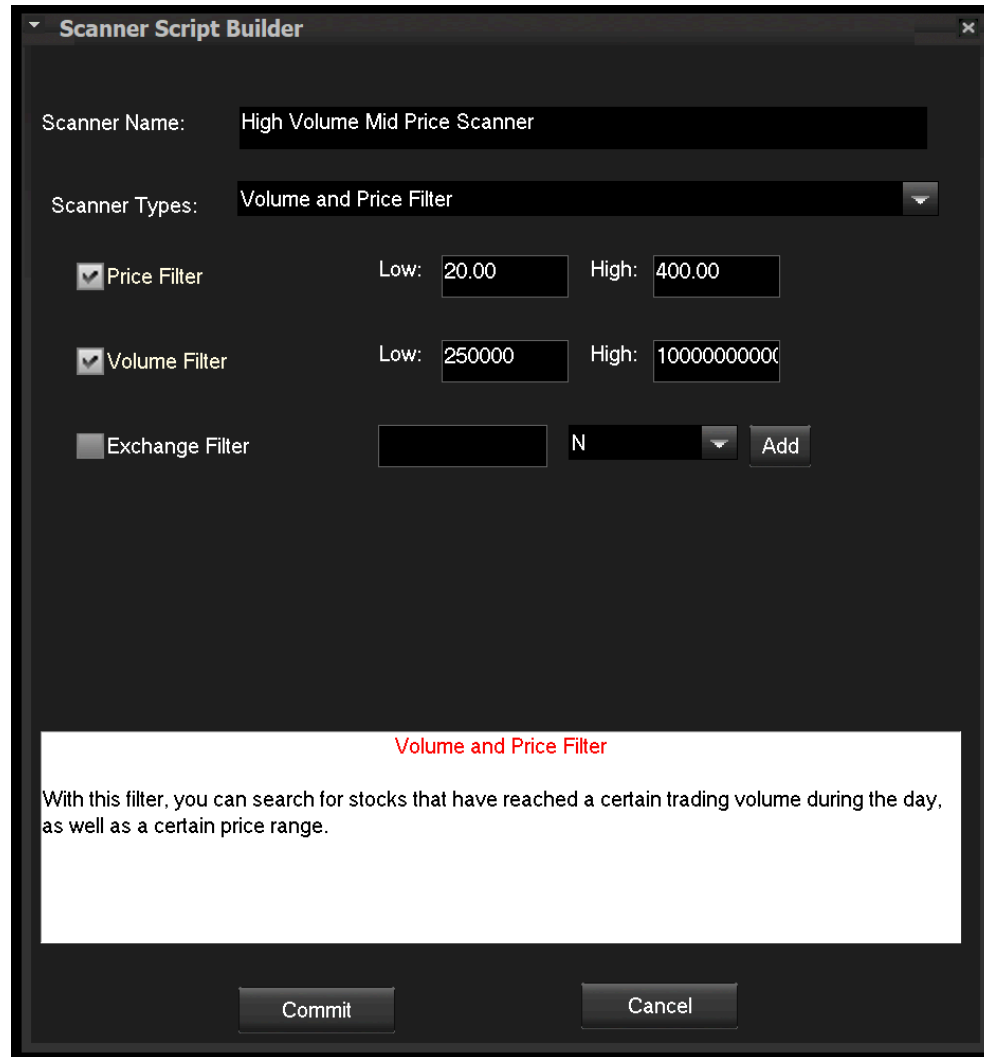 Scanner Script Builder
Scanner Name: High Volume Mid Price Scanner
Scanner Types: Volume and Price Filter
Price Filter Low: 20.00 High: 400.00
Volume Filter Low: 250000 High: 1000000000
Exchange Filter N Add
Volume and Price Filter
With this filter, you can search for stocks that have reached a certain trading volume during the day,
as well as a certain price range.
Commit Cancel